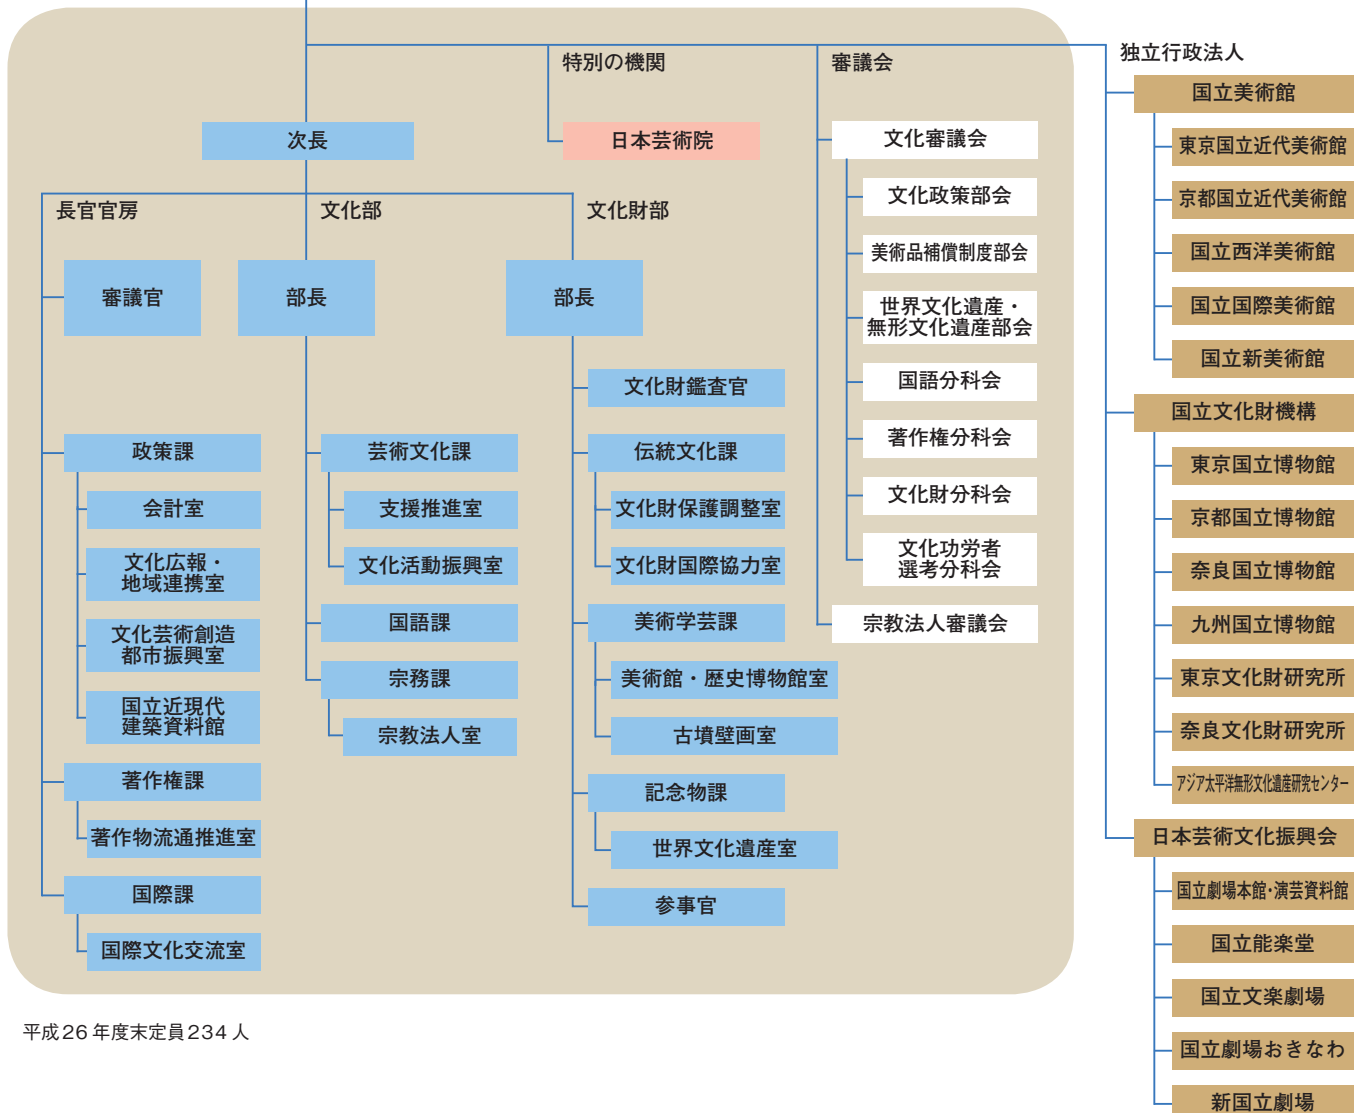 特別の機関
審議会
独立行政法人
次長
日本芸術院
長官官房
審議官
政策課
会計室
文化広報・
地域連携室
文化芸術創造
都市振興室
国立近現代
建築資料館
著作権課
著作物流通推進室
国際課
国際文化交流室
文化部
部長
芸術文化課
支援推進室
文化活動振興室
国語課
宗務課
宗教法人室
文化財部
部長
文化財鑑査官
伝統文化課
文化財保護調整室
文化財国際協力室
美術学芸課
美術館・歴史博物館室
古墳壁画室
記念物課
世界文化遺産室
参事官
文化審議会
文化政策部会
美術品補償制度部会
世界文化遺産・
無形文化遺産部会
国語分科会
著作権分科会
文化財分科会
文化功労者
選考分科会
宗教法人審議会
国立美術館
東京国立近代美術館
京都国立近代美術館
国立西洋美術館
国立国際美術館
国立新美術館
国立文化財機構
東京国立博物館
京都国立博物館
奈良国立博物館
九州国立博物館
東京文化財研究所
奈良文化財研究所
アジア太平洋無形文化遺産研究センター
日本芸術文化振興会
国立劇場本館・演芸資料館
国立能楽堂
国立文楽劇場
国立劇場おきなわ
新国立劇場
平成26年度末定員234人